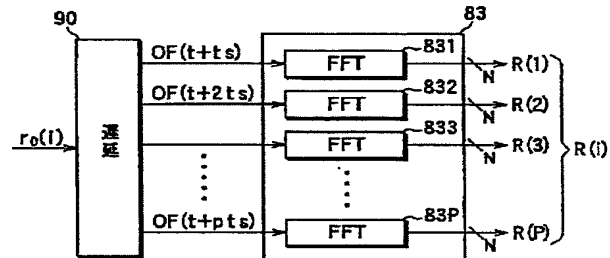 90
83
OF(t+ts)
831
FFT
N
R(1)
OF(t+2ts)
832
FFT
N
R(2)
r₀(i)
遅延
833
FFT
N
R(3)
R(i)
OF(t+pts)
83P
FFT
N
R(P)